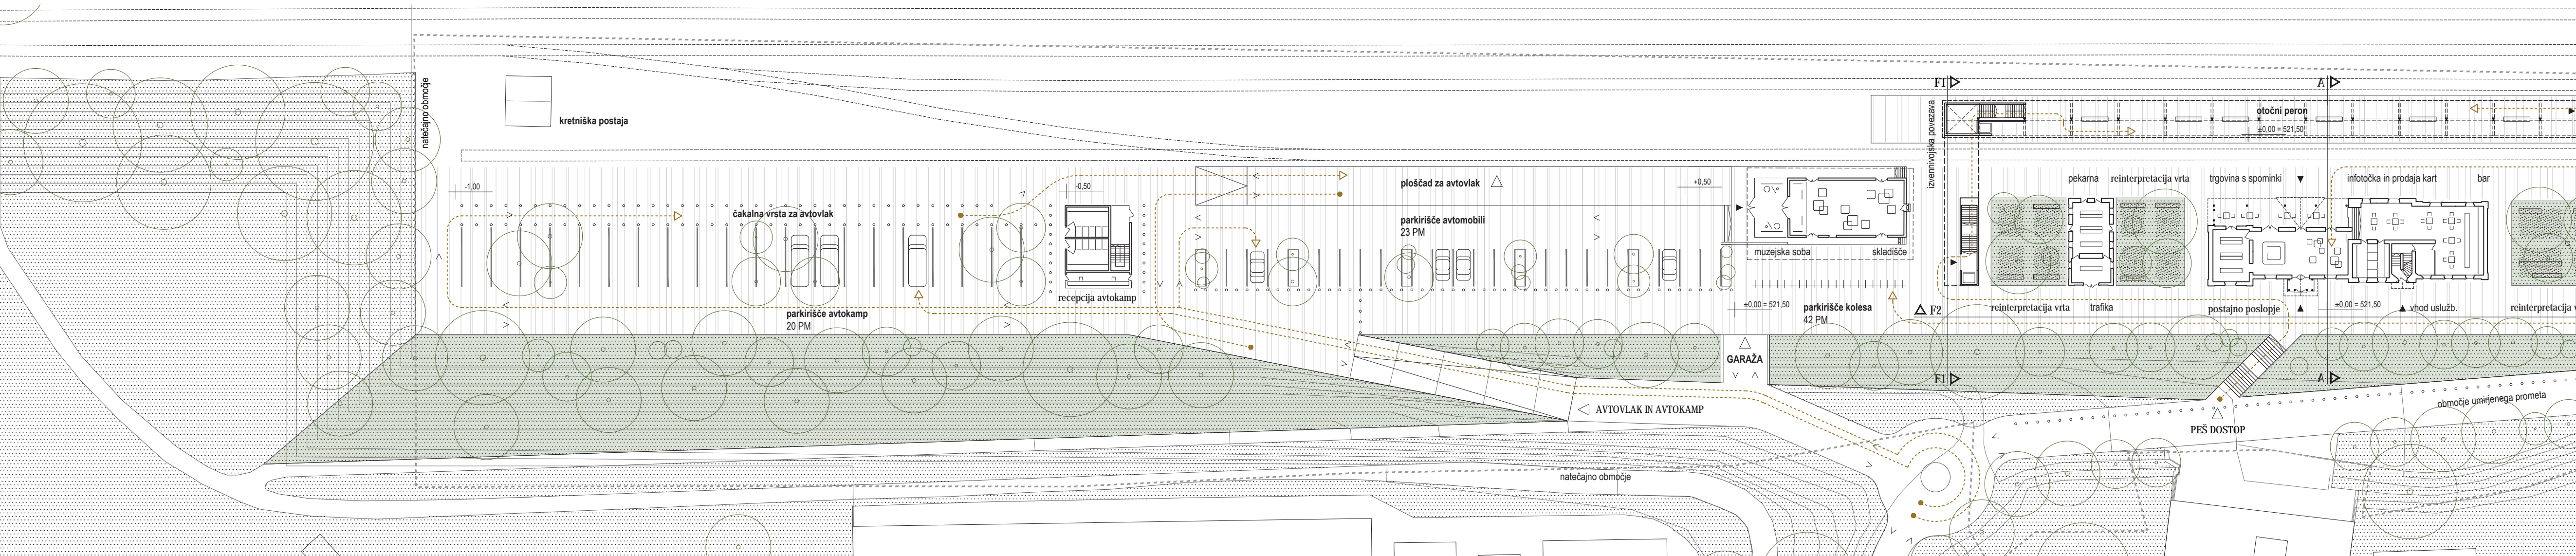 natečajno območje
kretniška postaja
-1,00
čakalna vrsta za avtovlak
-0,50
recepcija avtokamp
parkirišče avtokamp
20 PM
ploščad za avtovlak
+0,50
parkirišče avtomobili
23 PM
muzejska soba
skladišče
±0.00 = 521,50
parkirišče kolesa
42 PM
GARAŽA
AVTOVLAK IN AVTOKAMP
natečajno območje
F1
izvennivojska povezava
F2
F1
A
otočni peron
±0.00 = 521,50
pekarna
reinterpretacija vrta
trgovina s spominki
infotočka in prodaja kart
bar
reinterpretacija vrta
trafika
postajno poslopje
±0.00 = 521,50
vhod uslužb.
reinterpretacija v
A
območje umirjenega prometa
PEŠ DOSTOP